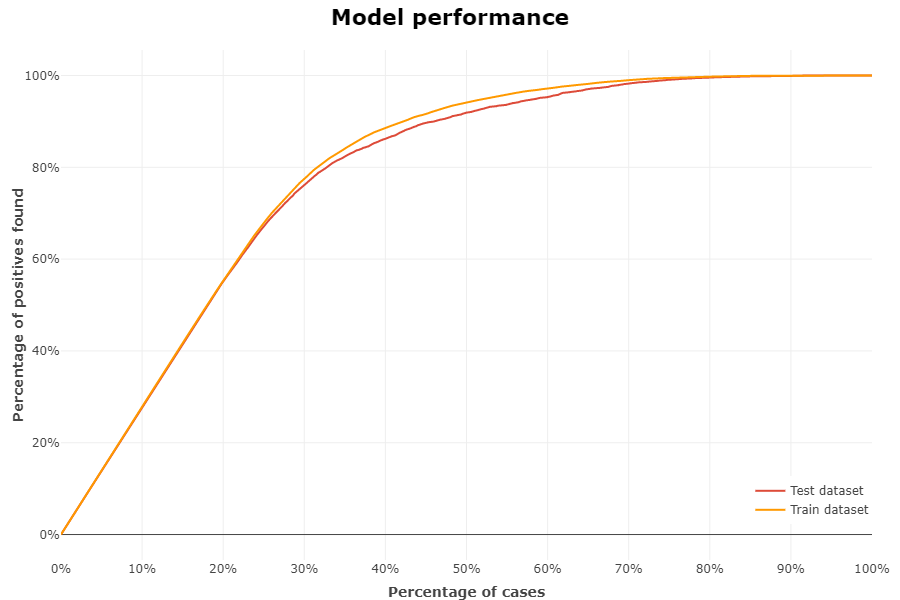 Model performance
100%
80%
60%
40%
20%
0%
Percentage of positives found
Test dataset
Train dataset
0% 10% 20% 30% 40% 50% 60% 70% 80% 90% 100%
Percentage of cases